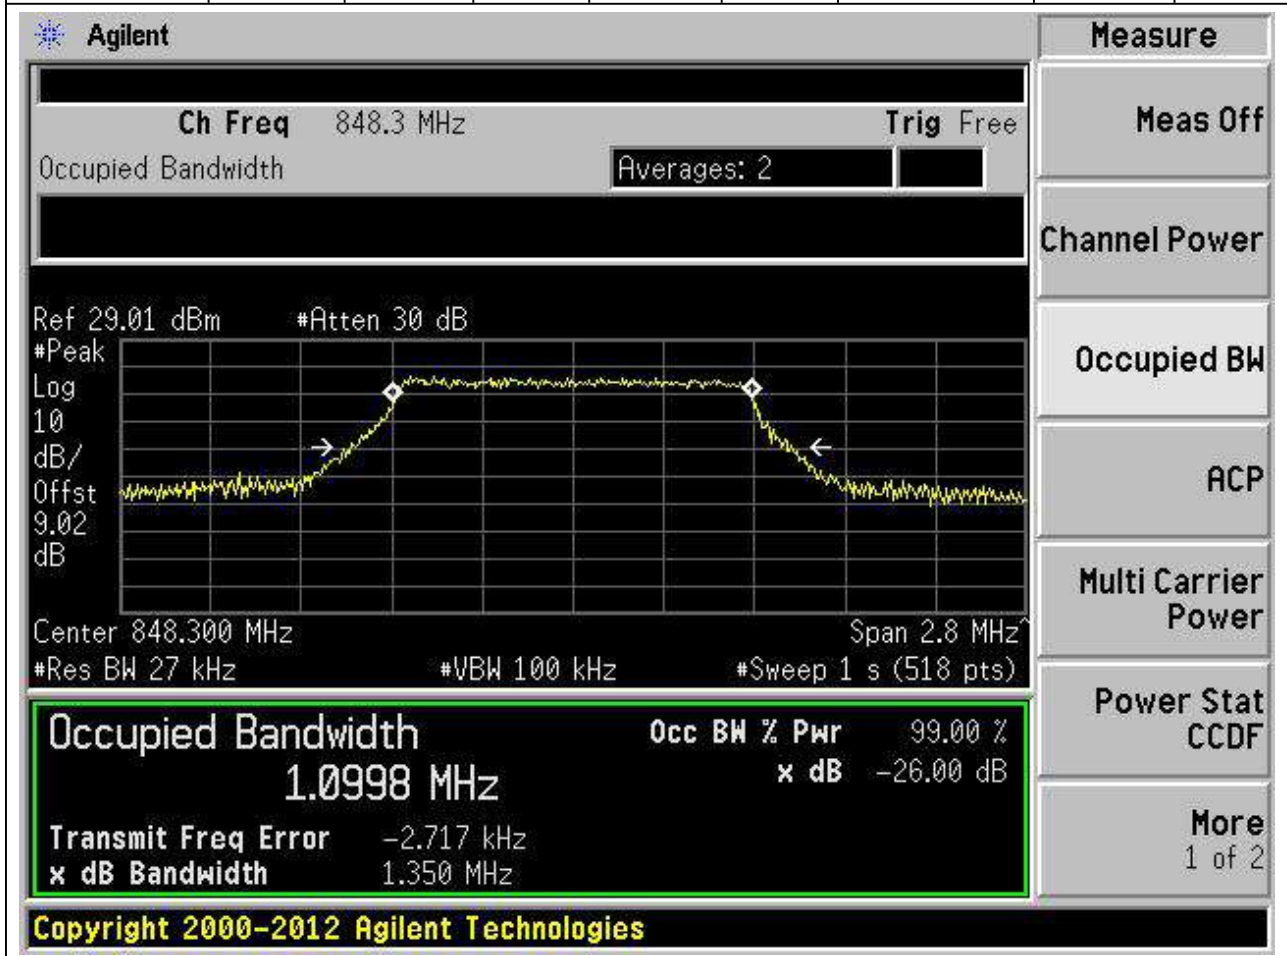 Agilent
Measure
Ch Freq 848.3 MHz Trig Free
Meas Off
Occupied Bandwidth Averages: 2
Channel Power
Ref 29.01 dBm #Atten 30 dB
#Peak
Log
10
dB/
Offst
9.02
dB
Occupied BW
ACP
Center 848.300 MHz Span 2.8 MHz^
#Res BW 27 kHz #VBW 100 kHz #Sweep 1 s (518 pts)
Multi Carrier
Power
Occupied Bandwidth
1.0998 MHz
Occ BW % Pwr 99.00 %
x dB -26.00 dB
Transmit Freq Error -2.717 kHz
x dB Bandwidth 1.350 MHz
Power Stat
CCDF
More
1 of 2
Copyright 2000-2012 Agilent Technologies